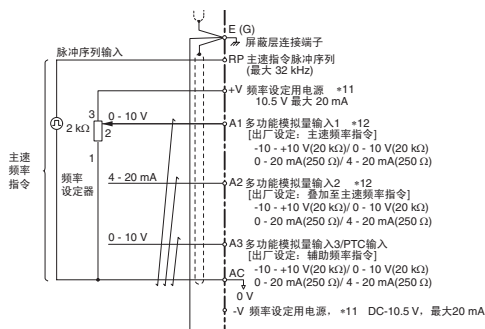 E (G)
屏蔽层连接端子
脉冲序列输入
RP 主速指令脉冲序列
(最大 32 kHz)
+V 频率设定用电源 *11
10.5 V 最大 20 mA
3
0 - 10 V
2 kΩ
2
1
A1 多功能模拟量输入1 *12
[出厂设定：主速频率指令]
-10 - +10 V(20 kΩ)/ 0 - 10 V(20 kΩ)
0 - 20 mA(250 Ω)/ 4 - 20 mA(250 Ω)
主速
频率
指令
频率
设定器
4 - 20 mA
A2 多功能模拟量输入2 *12
[出厂设定：叠加至主速频率指令]
-10 - +10 V(20 kΩ)/ 0 - 10 V(20 kΩ)
0 - 20 mA(250 Ω)/ 4 - 20 mA(250 Ω)
0 - 10 V
A3 多功能模拟量输入3/PTC输入
[出厂设定：辅助频率指令]
-10 - +10 V(20 kΩ)/ 0 - 10 V(20 kΩ)
0 - 20 mA(250 Ω)/ 4 - 20 mA(250 Ω)
AC
0 V
-V 频率设定用电源，*11 DC-10.5 V，最大20 mA